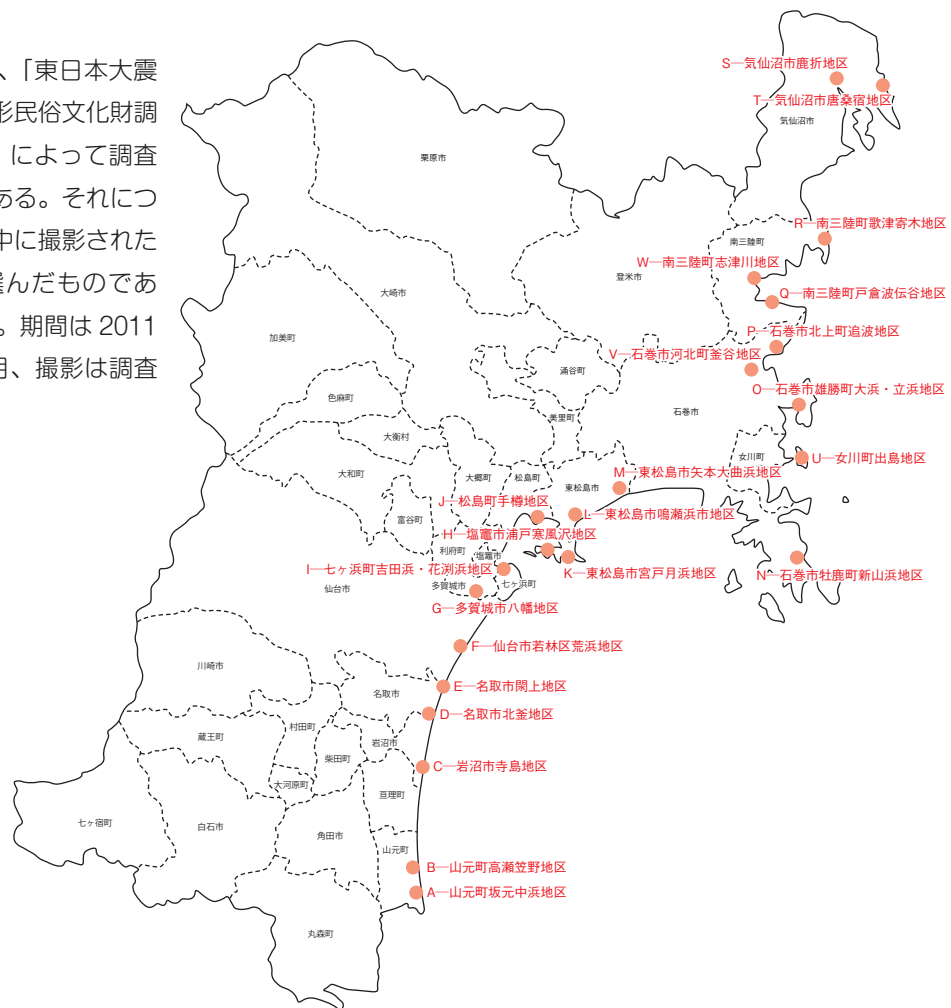 、「東日本大震
形民俗文化財調
」によって調査
ある。それにつ
中に撮影された
選んだものであ
。期間は 2011
月、撮影は調査
S―気仙沼市鹿折地区
T―気仙沼市唐桑宿地区
気仙沼市
栗原市
R―南三陸町歌津寄木地区
南三陸町
W―南三陸町志津川地区
登米市
大崎市
Q―南三陸町戸倉波伝谷地区
P―石巻市北上町追波地区
加美町
V―石巻市河北町釜谷地区
涌谷町
O―石巻市雄勝町大浜・立浜地区
色麻町
石巻市
美里町
大衡村
女川町
U―女川町出島地区
大和町
大郷町
松島町
M―東松島市矢本大曲浜地区
東松島市
J―松島町手樽地区
富谷町
L―東松島市鳴瀬浜市地区
H―塩竈市浦戸寒風沢地区
利府町
塩竈市
I―七ヶ浜町吉田浜・花渕浜地区
K―東松島市宮戸月浜地区
N―石巻市牡鹿町新山浜地区
仙台市
多賀城市
七ヶ浜町
G―多賀城市八幡地区
F―仙台市若林区荒浜地区
川崎市
E―名取市閖上地区
名取市
D―名取市北釜地区
村田町
蔵王町
岩沼市
柴田町
C―岩沼市寺島地区
大河原町
亘理町
七ヶ宿町
白石市
角田市
山元町
B―山元町高瀬笠野地区
A―山元町坂元中浜地区
丸森町